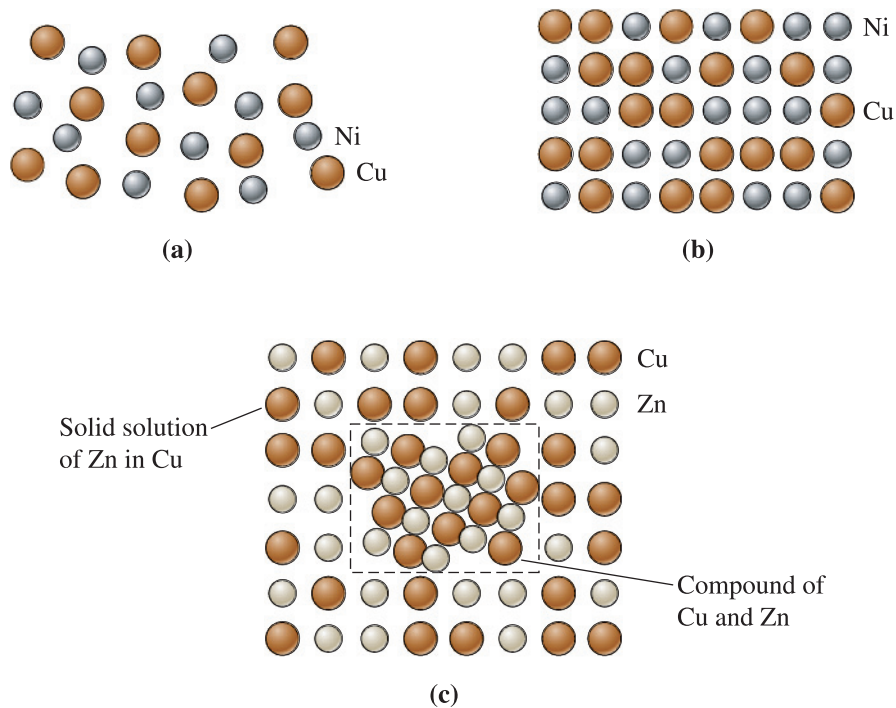 Ni
Cu
(a)
Ni
Cu
(b)
Cu
Zn
Solid solution
of Zn in Cu
Compound of
Cu and Zn
(c)